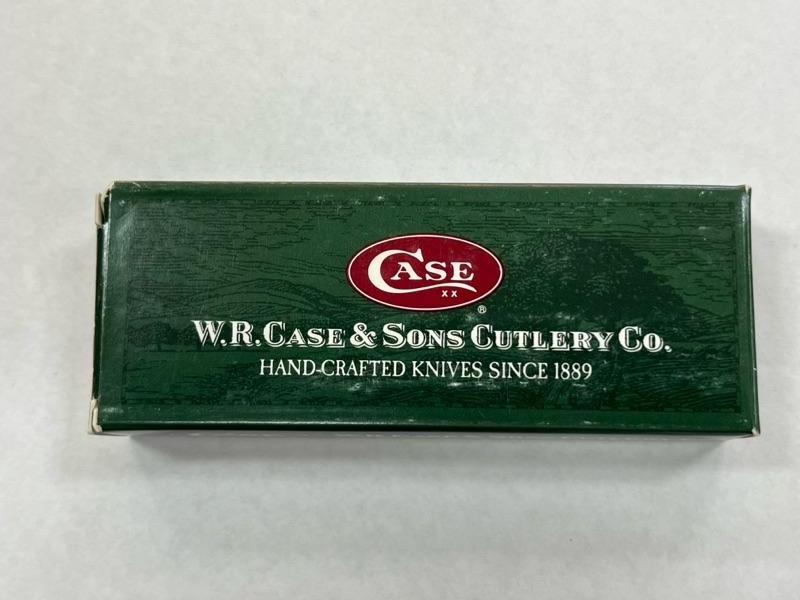 CASE
XX
®
W.R. CASE & SONS CUTLERY CO.
HAND-CRAFTED KNIVES SINCE 1889